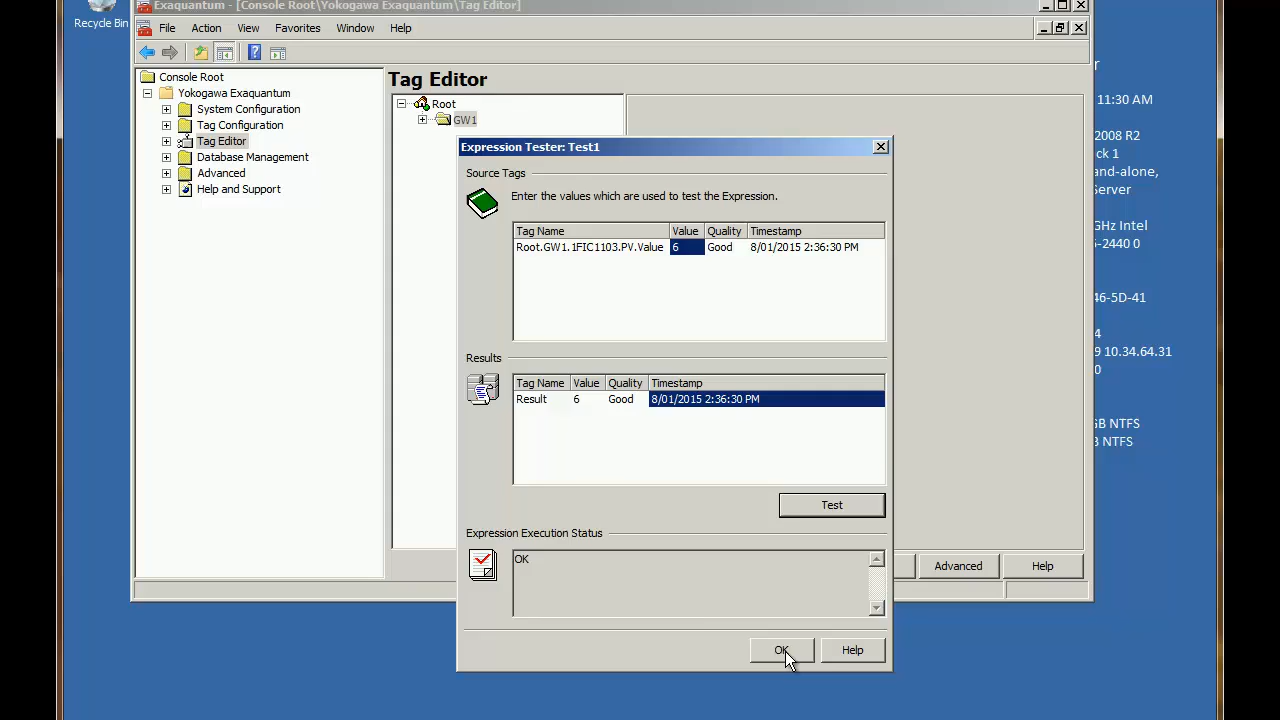 Recycle Bin
Exaquantum - [Console Root\Yokogawa Exaquantum\Tag Editor]
File Action View Favorites Window Help
Console Root
Yokogawa Exaquantum
System Configuration
Tag Configuration
Tag Editor
Database Management
Advanced
Help and Support
Tag Editor
Root
GW1
Expression Tester: Test1
Source Tags
Enter the values which are used to test the Expression.
Tag Name Value Quality Timestamp
Root.GW1.1FIC1103.PV.Value 6 Good 8/01/2015 2:36:30 PM
Results
Tag Name Value Quality Timestamp
Result 6 Good 8/01/2015 2:36:30 PM
Test
Expression Execution Status
OK
OK Help
Advanced Help
r
11:30 AM
2008 R2
ck 1
and-alone,
Server
GHz Intel
6-2440 0
46-5D-41
4
9 10.34.64.31
0
GB NTFS
B NTFS